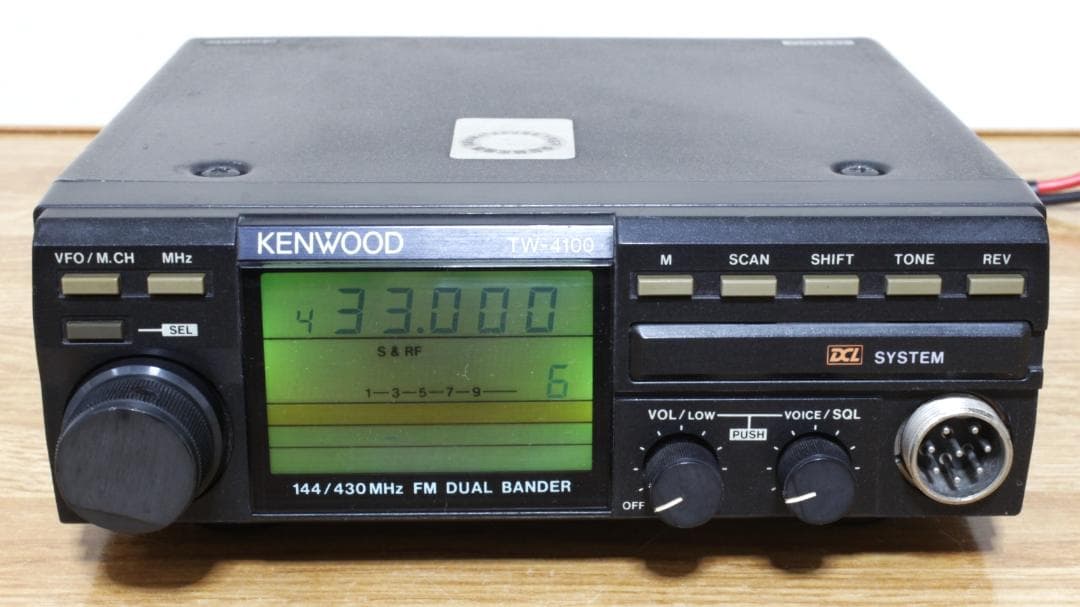 KENWOOD TW-4100
VFO / M.CH MHz
SEL
433.000
S & RF
1-3-5-7-9
6
144/430 MHz FM DUAL BANDER
M SCAN SHIFT TONE REV
DCL SYSTEM
VOL/LOW VOICE/SQL
PUSH
OFF